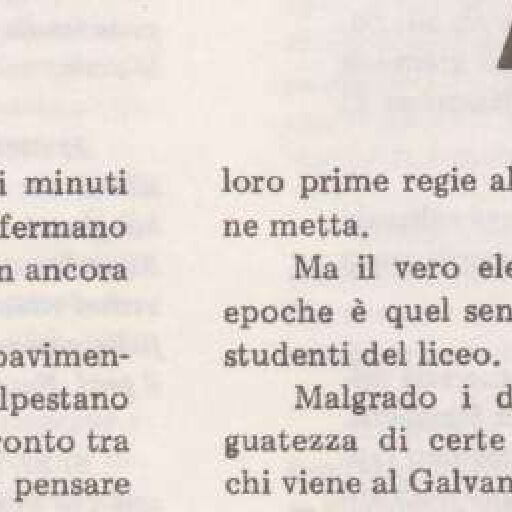 i minuti
fermano
n ancora
pavimen-
lpestano
ronto tra
pensare
loro prime regie al
ne metta.
Ma il vero ele
epoche è quel sen
studenti del liceo.
Malgrado i d
guatezza di certe
chi viene al Galvan